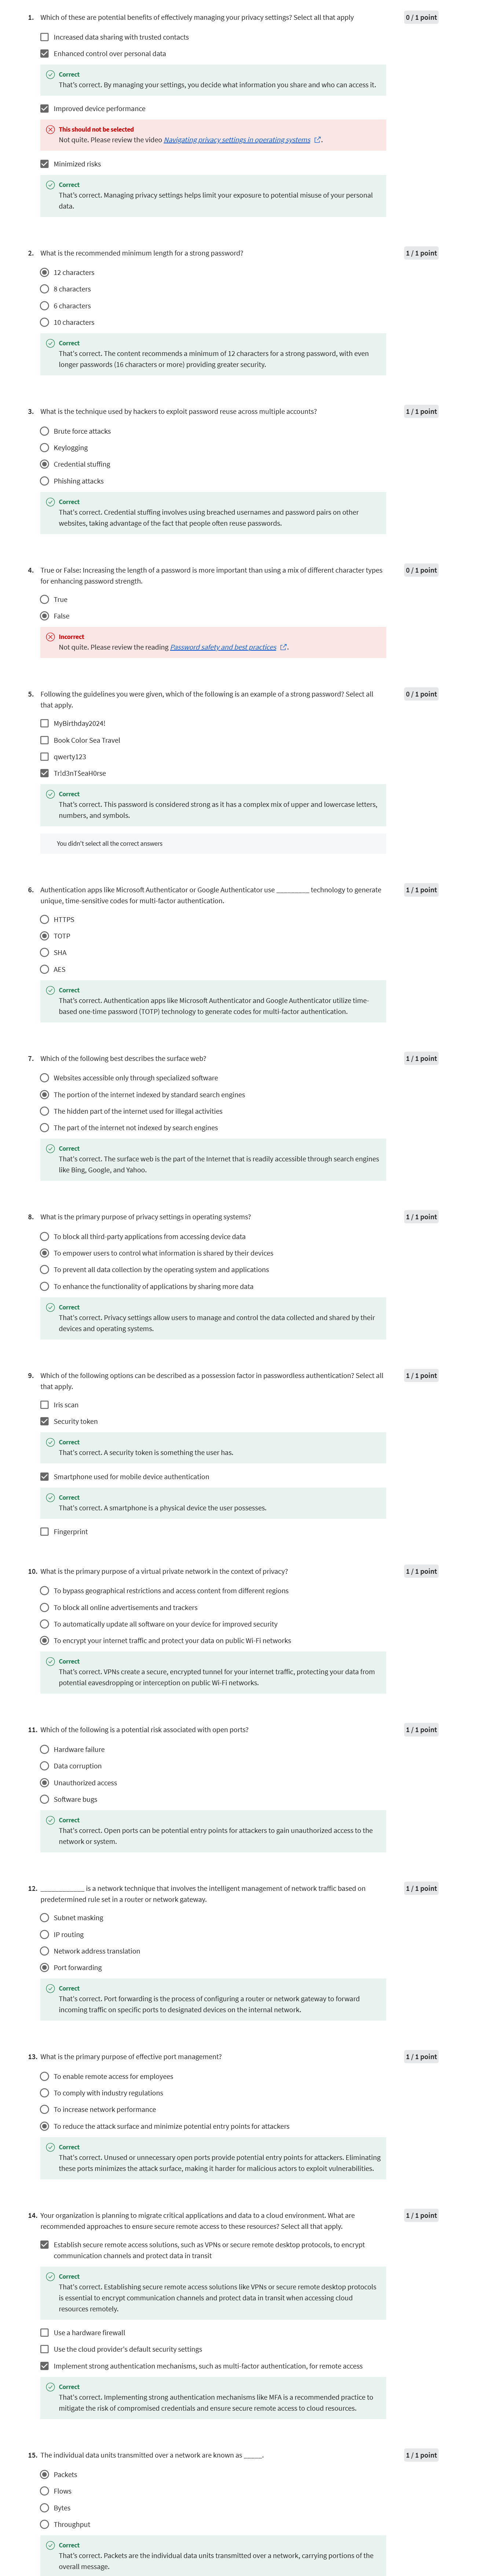 1. Which of these are potential benefits of effectively managing your privacy settings? Select all that apply
0 / 1 point
Increased data sharing with trusted contacts
Enhanced control over personal data
Correct
That's correct. By managing your settings, you decide what information you share and who can access it.
Improved device performance
This should not be selected
Not quite. Please review the video Navigating privacy settings in operating systems.
Minimized risks
Correct
That's correct. Managing privacy settings helps limit your exposure to potential misuse of your personal
data.
2. What is the recommended minimum length for a strong password?
1 / 1 point
12 characters
8 characters
6 characters
10 characters
Correct
That's correct. The content recommends a minimum of 12 characters for a strong password, with even
longer passwords (16 characters or more) providing greater security.
3. What is the technique used by hackers to exploit password reuse across multiple accounts?
1 / 1 point
Brute force attacks
Keylogging
Credential stuffing
Phishing attacks
Correct
That's correct. Credential stuffing involves using breached usernames and password pairs on other
websites, taking advantage of the fact that people often reuse passwords.
4. True or False: Increasing the length of a password is more important than using a mix of different character types
for enhancing password strength.
0 / 1 point
True
False
Incorrect
Not quite. Please review the reading Password safety and best practices.
5. Following the guidelines you were given, which of the following is an example of a strong password? Select all
that apply.
0 / 1 point
MyBirthday2024!
Book Color Sea Travel
qwerty123
Tr!d3nT$eaH0rse
Correct
That's correct. This password is considered strong as it has a complex mix of upper and lowercase letters,
numbers, and symbols.
You didn't select all the correct answers
6. Authentication apps like Microsoft Authenticator or Google Authenticator use _________ technology to generate
unique, time-sensitive codes for multi-factor authentication.
1 / 1 point
HTTPS
TOTP
SHA
AES
Correct
That's correct. Authentication apps like Microsoft Authenticator and Google Authenticator utilize time-
based one-time password (TOTP) technology to generate codes for multi-factor authentication.
7. Which of the following best describes the surface web?
1 / 1 point
Websites accessible only through specialized software
The portion of the internet indexed by standard search engines
The hidden part of the internet used for illegal activities
The part of the internet not indexed by search engines
Correct
That's correct. The surface web is the part of the Internet that is readily accessible through search engines
like Bing, Google, and Yahoo.
8. What is the primary purpose of privacy settings in operating systems?
1 / 1 point
To block all third-party applications from accessing device data
To empower users to control what information is shared by their devices
To prevent all data collection by the operating system and applications
To enhance the functionality of applications by sharing more data
Correct
That's correct. Privacy settings allow users to manage and control the data collected and shared by their
devices and operating systems.
9. Which of the following options can be described as a possession factor in passwordless authentication? Select all
that apply.
1 / 1 point
Iris scan
Security token
Correct
That's correct. A security token is something the user has.
Smartphone used for mobile device authentication
Correct
That's correct. A smartphone is a physical device the user possesses.
Fingerprint
10. What is the primary purpose of a virtual private network in the context of privacy?
1 / 1 point
To bypass geographical restrictions and access content from different regions
To block all online advertisements and trackers
To automatically update all software on your device for improved security
To encrypt your internet traffic and protect your data on public Wi-Fi networks
Correct
That's correct. VPNs create a secure, encrypted tunnel for your internet traffic, protecting your data from
potential eavesdropping or interception on public Wi-Fi networks.
11. Which of the following is a potential risk associated with open ports?
1 / 1 point
Hardware failure
Data corruption
Unauthorized access
Software bugs
Correct
That's correct. Open ports can be potential entry points for attackers to gain unauthorized access to the
network or system.
12. ____________ is a network technique that involves the intelligent management of network traffic based on
predetermined rule set in a router or network gateway.
1 / 1 point
Subnet masking
IP routing
Network address translation
Port forwarding
Correct
That's correct. Port forwarding is the process of configuring a router or network gateway to forward
incoming traffic on specific ports to designated devices on the internal network.
13. What is the primary purpose of effective port management?
1 / 1 point
To enable remote access for employees
To comply with industry regulations
To increase network performance
To reduce the attack surface and minimize potential entry points for attackers
Correct
That's correct. Unused or unnecessary open ports provide potential entry points for attackers. Eliminating
these ports minimizes the attack surface, making it harder for malicious actors to exploit vulnerabilities.
14. Your organization is planning to migrate critical applications and data to a cloud environment. What are
recommended approaches to ensure secure remote access to these resources? Select all that apply.
1 / 1 point
Establish secure remote access solutions, such as VPNs or secure remote desktop protocols, to encrypt
communication channels and protect data in transit
Correct
That's correct. Establishing secure remote access solutions like VPNs or secure remote desktop protocols
is essential to encrypt communication channels and protect data in transit when accessing cloud
resources remotely.
Use a hardware firewall
Use the cloud provider's default security settings
Implement strong authentication mechanisms, such as multi-factor authentication, for remote access
Correct
That's correct. Implementing strong authentication mechanisms like MFA is a recommended practice to
mitigate the risk of compromised credentials and ensure secure remote access to cloud resources.
15. The individual data units transmitted over a network are known as _____.
1 / 1 point
Packets
Flows
Bytes
Throughput
Correct
That's correct. Packets are the individual data units transmitted over a network, carrying portions of the
overall message.